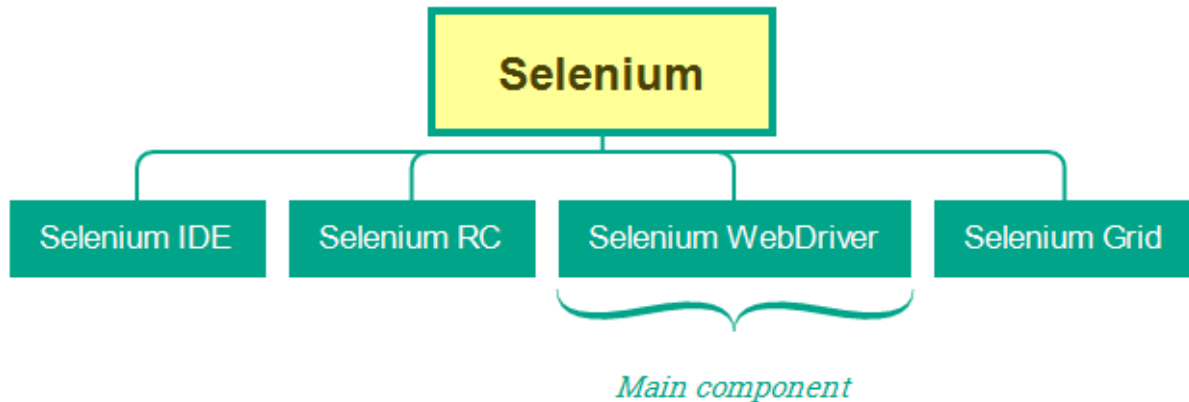 Selenium
Selenium IDE
Selenium RC
Selenium WebDriver
Selenium Grid
Main component